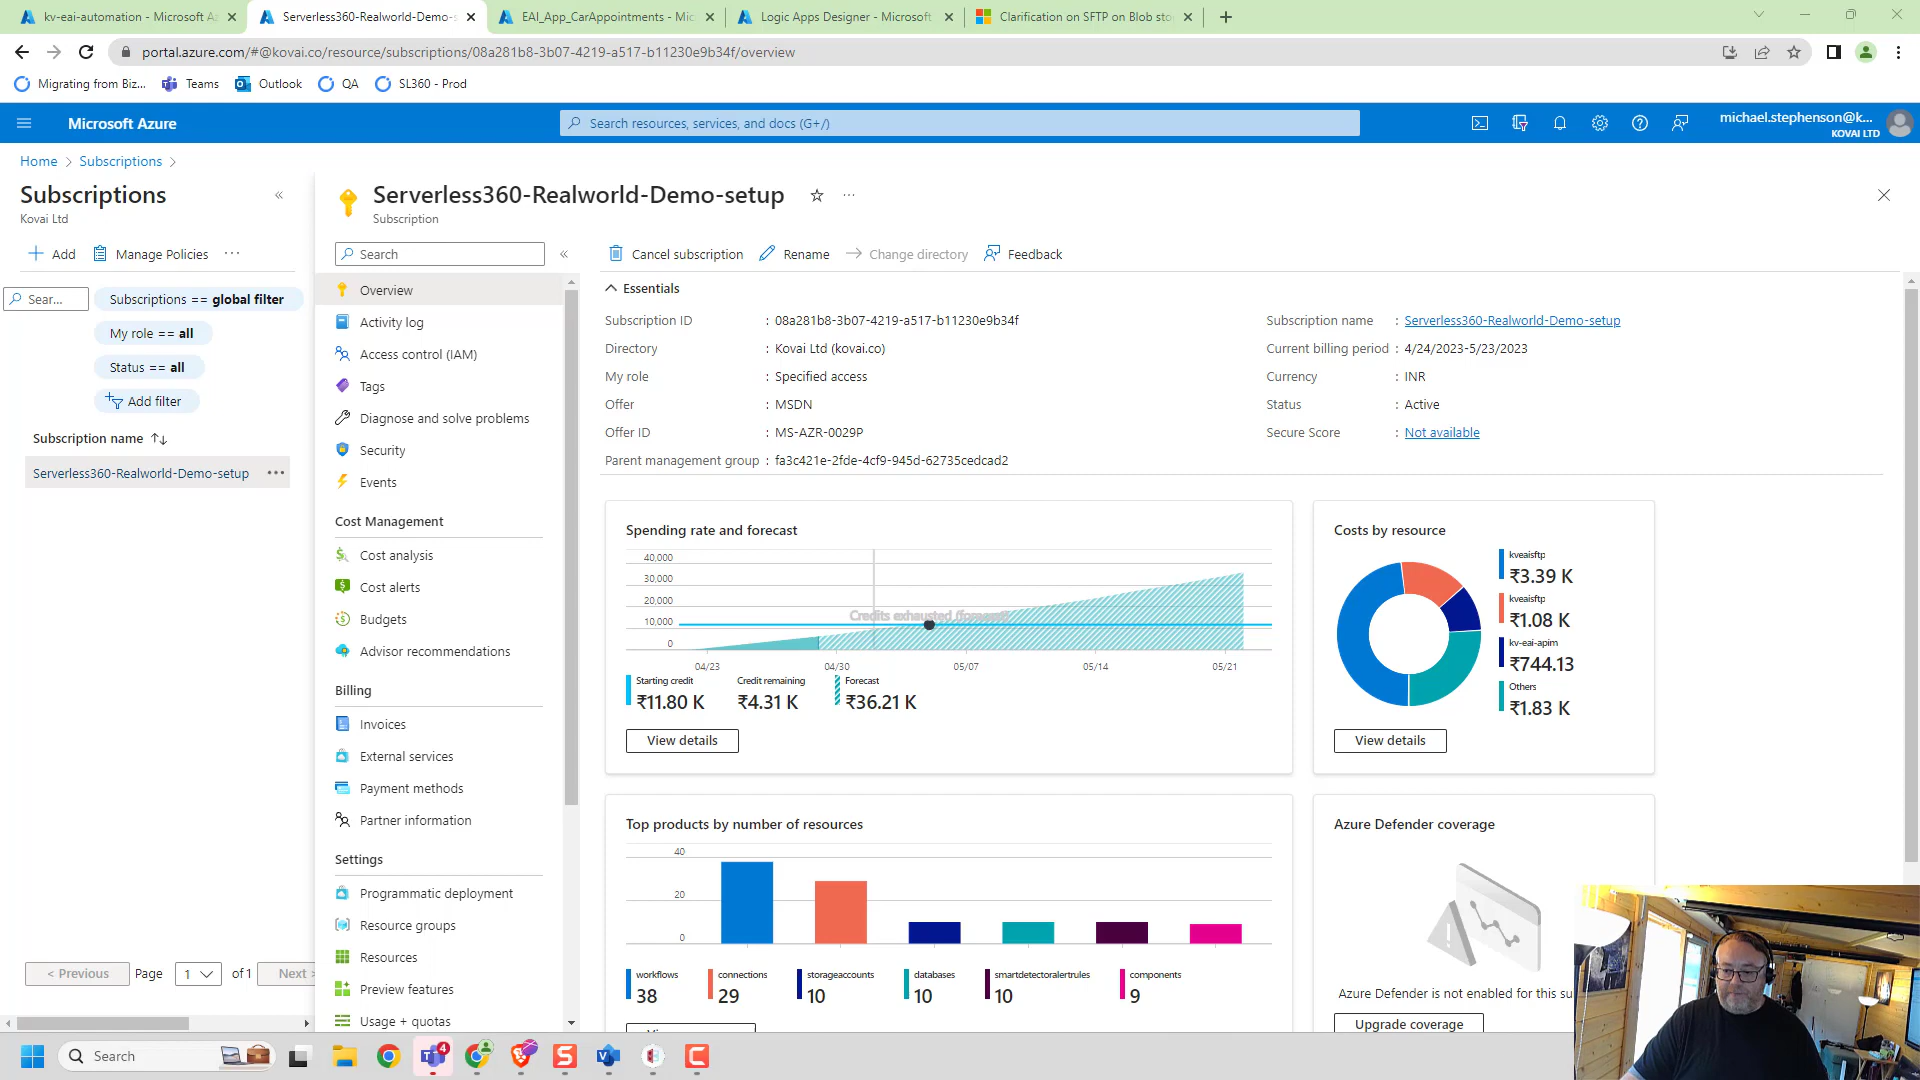 kv-eai-automation - Microsoft Az
Serverless360-Realworld-Demo-s
EAI_App_CarAppointments - Mic
Logic Apps Designer - Microsoft
Clarification on SFTP on Blob sto
portal.azure.com/#@kovai.co/resource/subscriptions/08a281b8-3b07-4219-a517-b11230e9b34f/overview
Migrating from Biz...
Teams
Outlook
QA
SL360 - Prod
Microsoft Azure
Search resources, services, and docs (G+/)
michael.stephenson@k...
KOVAI LTD
Home
Subscriptions
Subscriptions
Kovai Ltd
Add
Manage Policies
Sear...
Subscriptions == global filter
My role == all
Status == all
Add filter
Subscription name
Serverless360-Realworld-Demo-setup
< Previous
Page
1
of 1
Next >
Serverless360-Realworld-Demo-setup
Subscription
Search
Overview
Activity log
Access control (IAM)
Tags
Diagnose and solve problems
Security
Events
Cost Management
Cost analysis
Cost alerts
Budgets
Advisor recommendations
Billing
Invoices
External services
Payment methods
Partner information
Settings
Programmatic deployment
Resource groups
Resources
Preview features
Usage + quotas
Cancel subscription
Rename
Change directory
Feedback
Essentials
Subscription ID : 08a281b8-3b07-4219-a517-b11230e9b34f
Directory : Kovai Ltd (kovai.co)
My role : Specified access
Offer : MSDN
Offer ID : MS-AZR-0029P
Parent management group : fa3c421e-2fde-4cf9-945d-62735cedcad2
Subscription name : Serverless360-Realworld-Demo-setup
Current billing period : 4/24/2023-5/23/2023
Currency : INR
Status : Active
Secure Score : Not available
Spending rate and forecast
40,000
30,000
20,000
10,000
0
Credits exhausted (forecast)
04/23
04/30
05/07
05/14
05/21
Starting credit
₹11.80 K
Credit remaining
₹4.31 K
Forecast
₹36.21 K
View details
Costs by resource
kveaisftp
₹3.39 K
kveaisftp
₹1.08 K
kv-eai-apim
₹744.13
Others
₹1.83 K
View details
Top products by number of resources
40
20
0
workflows
38
connections
29
storageaccounts
10
databases
10
smartdetectoralertrules
10
components
9
Azure Defender coverage
Azure Defender is not enabled for this su
Upgrade coverage
Search
4